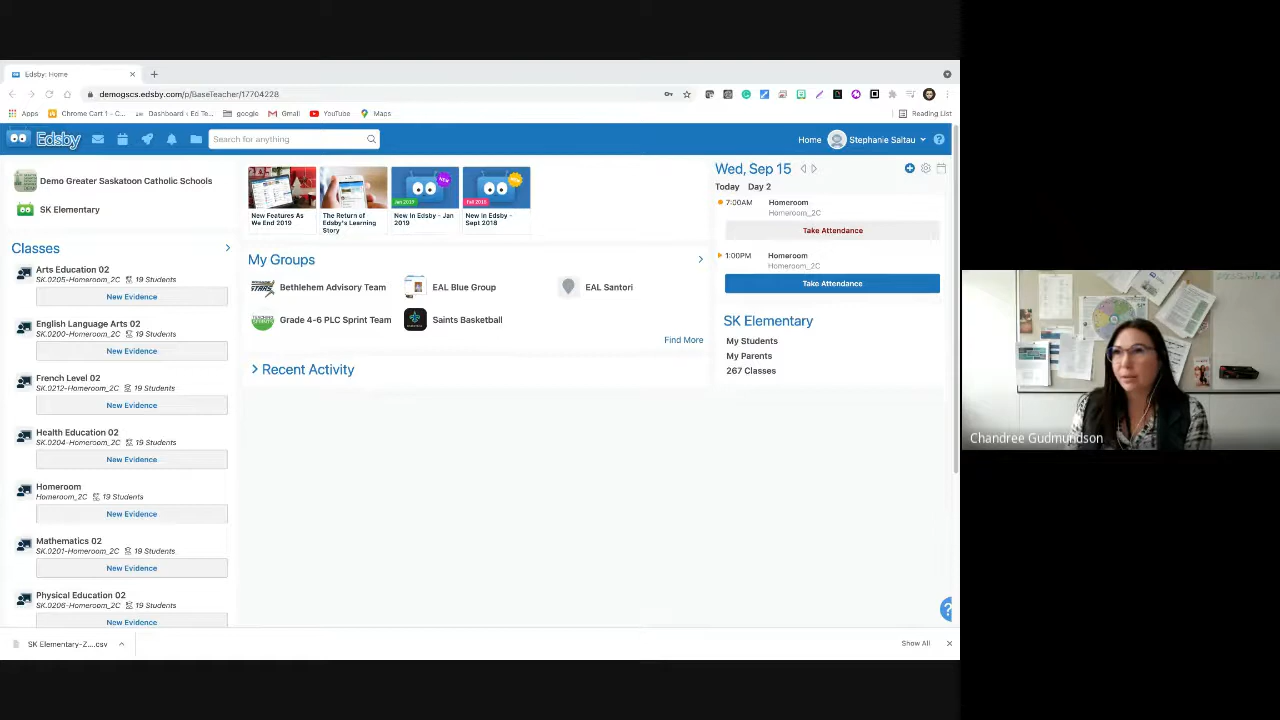 Edsby: Home
demogscs.edsby.com/p/BaseTeacher/17704228
Apps
Chrome Cart 1 - C...
Dashboard ‹ Ed Te...
google
Gmail
YouTube
Maps
Reading List
Edsby
Search for anything
Home
Stephanie Saltau
?
Demo Greater Saskatoon Catholic Schools
SK Elementary
Classes
Arts Education 02
SK.0205-Homeroom_2C 19 Students
New Evidence
English Language Arts 02
SK.0200-Homeroom_2C 19 Students
New Evidence
French Level 02
SK.0212-Homeroom_2C 19 Students
New Evidence
Health Education 02
SK.0204-Homeroom_2C 19 Students
New Evidence
Homeroom
Homeroom_2C 19 Students
New Evidence
Mathematics 02
SK.0201-Homeroom_2C 19 Students
New Evidence
Physical Education 02
SK.0206-Homeroom_2C 19 Students
New Evidence
New Features As
We End 2019
The Return of
Edsby's Learning
Story
NEW
Jan 2019
New In Edsby - Jan
2019
NEW
Fall 2018
New In Edsby -
Sept 2018
My Groups
Bethlehem Advisory Team
EAL Blue Group
EAL Santori
Grade 4-6 PLC Sprint Team
Saints Basketball
Find More
Recent Activity
Wed, Sep 15
Today Day 2
7:00AM Homeroom
Homeroom_2C
Take Attendance
1:00PM Homeroom
Homeroom_2C
Take Attendance
SK Elementary
My Students
My Parents
267 Classes
?
SK Elementary-Z....csv
Show All
Chandree Gudmundson